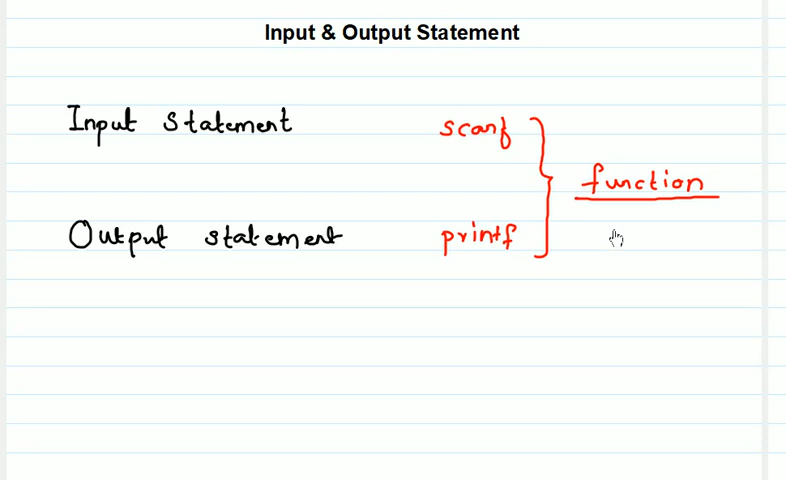 Input & Output Statement
Input statement scanf
function
Output statement printf